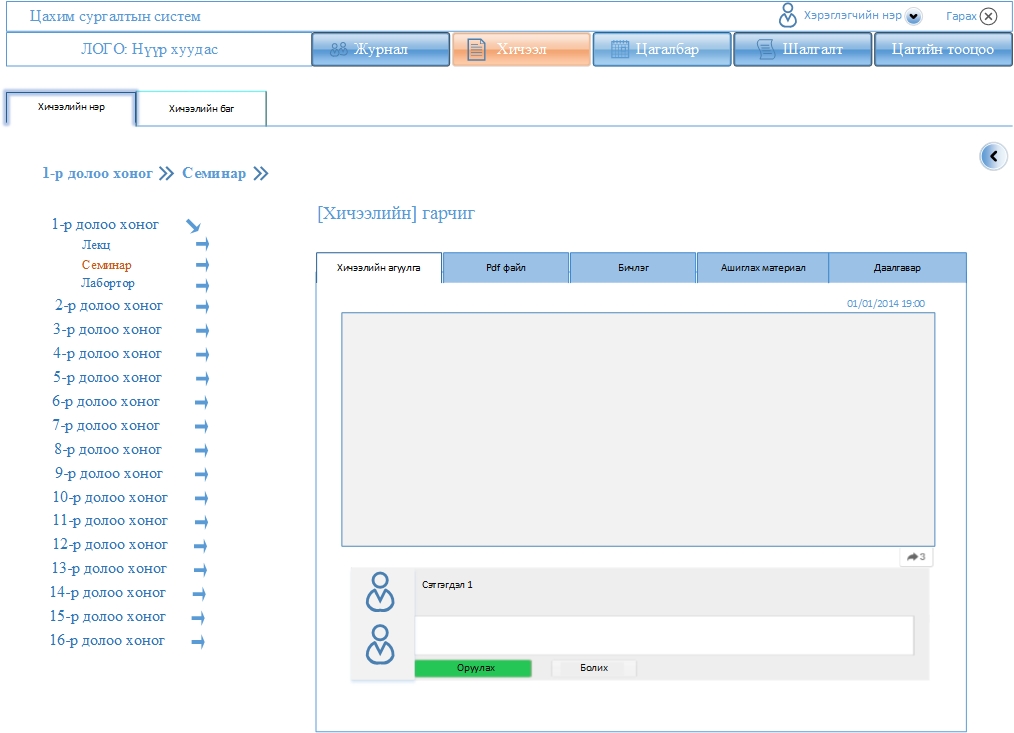 Цахим сургалтын систем
Хэрэглэгчийн нэр
Гарах
ЛОГО: Нүүр хуудас
Журнал
Хичээл
Цагалбар
Шалгалт
Цагийн тооцоо
Хичээлийн нэр
Хичээлийн баг
1-р долоо хоног
Семинар
[Хичээлийн] гарчиг
1-р долоо хоног
Лекц
Семинар
Лабортор
2-р долоо хоног
3-р долоо хоног
4-р долоо хоног
5-р долоо хоног
6-р долоо хоног
7-р долоо хоног
8-р долоо хоног
9-р долоо хоног
10-р долоо хоног
11-р долоо хоног
12-р долоо хоног
13-р долоо хоног
14-р долоо хоног
15-р долоо хоног
16-р долоо хоног
Хичээлийн агуулга
Pdf файл
Бичлэг
Ашиглах материал
Даалгавар
01/01/2014 19:00
3
Сэтгэгдэл 1
Оруулах
Болих